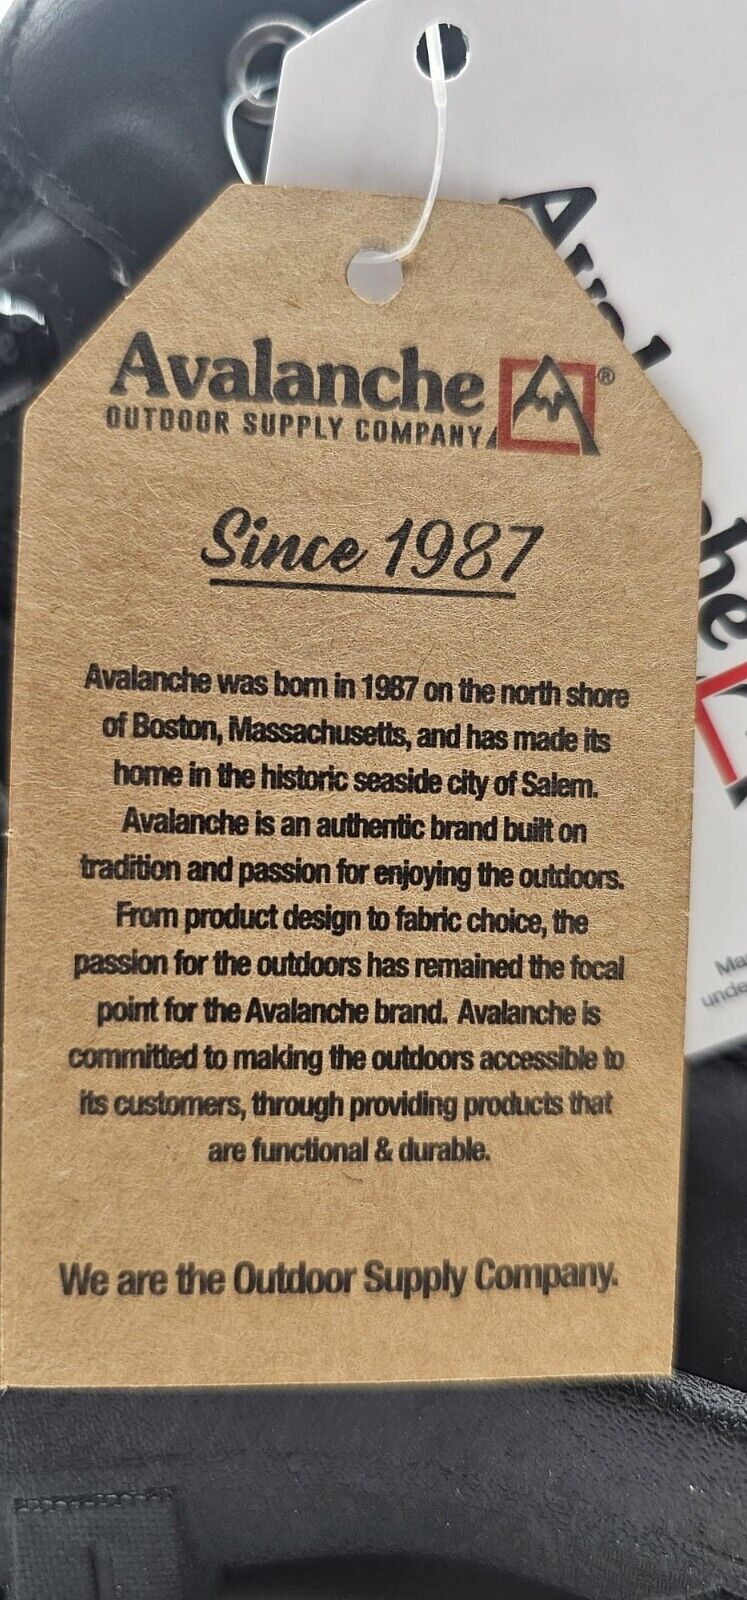 Avalanche ®
OUTDOOR SUPPLY COMPANY
Since 1987
Avalanche was born in 1987 on the north shore
of Boston, Massachusetts, and has made its
home in the historic seaside city of Salem.
Avalanche is an authentic brand built on
tradition and passion for enjoying the outdoors.
From product design to fabric choice, the
passion for the outdoors has remained the focal
point for the Avalanche brand. Avalanche is
committed to making the outdoors accessible to
its customers, through providing products that
are functional & durable.
We are the Outdoor Supply Company.